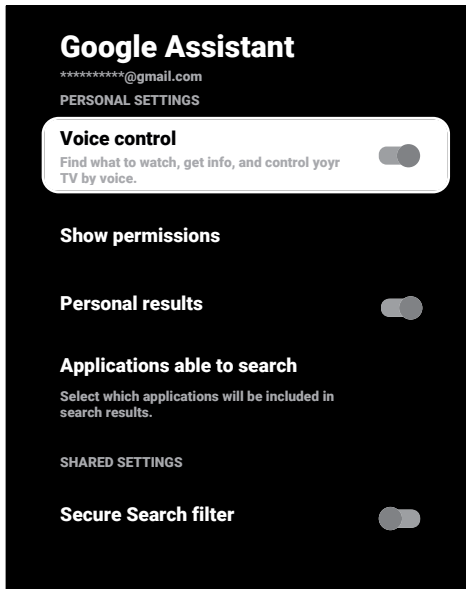 Google Assistant
**********@gmail.com
PERSONAL SETTINGS
Voice control
Find what to watch, get info, and control yoyr
TV by voice.
Show permissions
Personal results
Applications able to search
Select which applications will be included in
search results.
SHARED SETTINGS
Secure Search filter